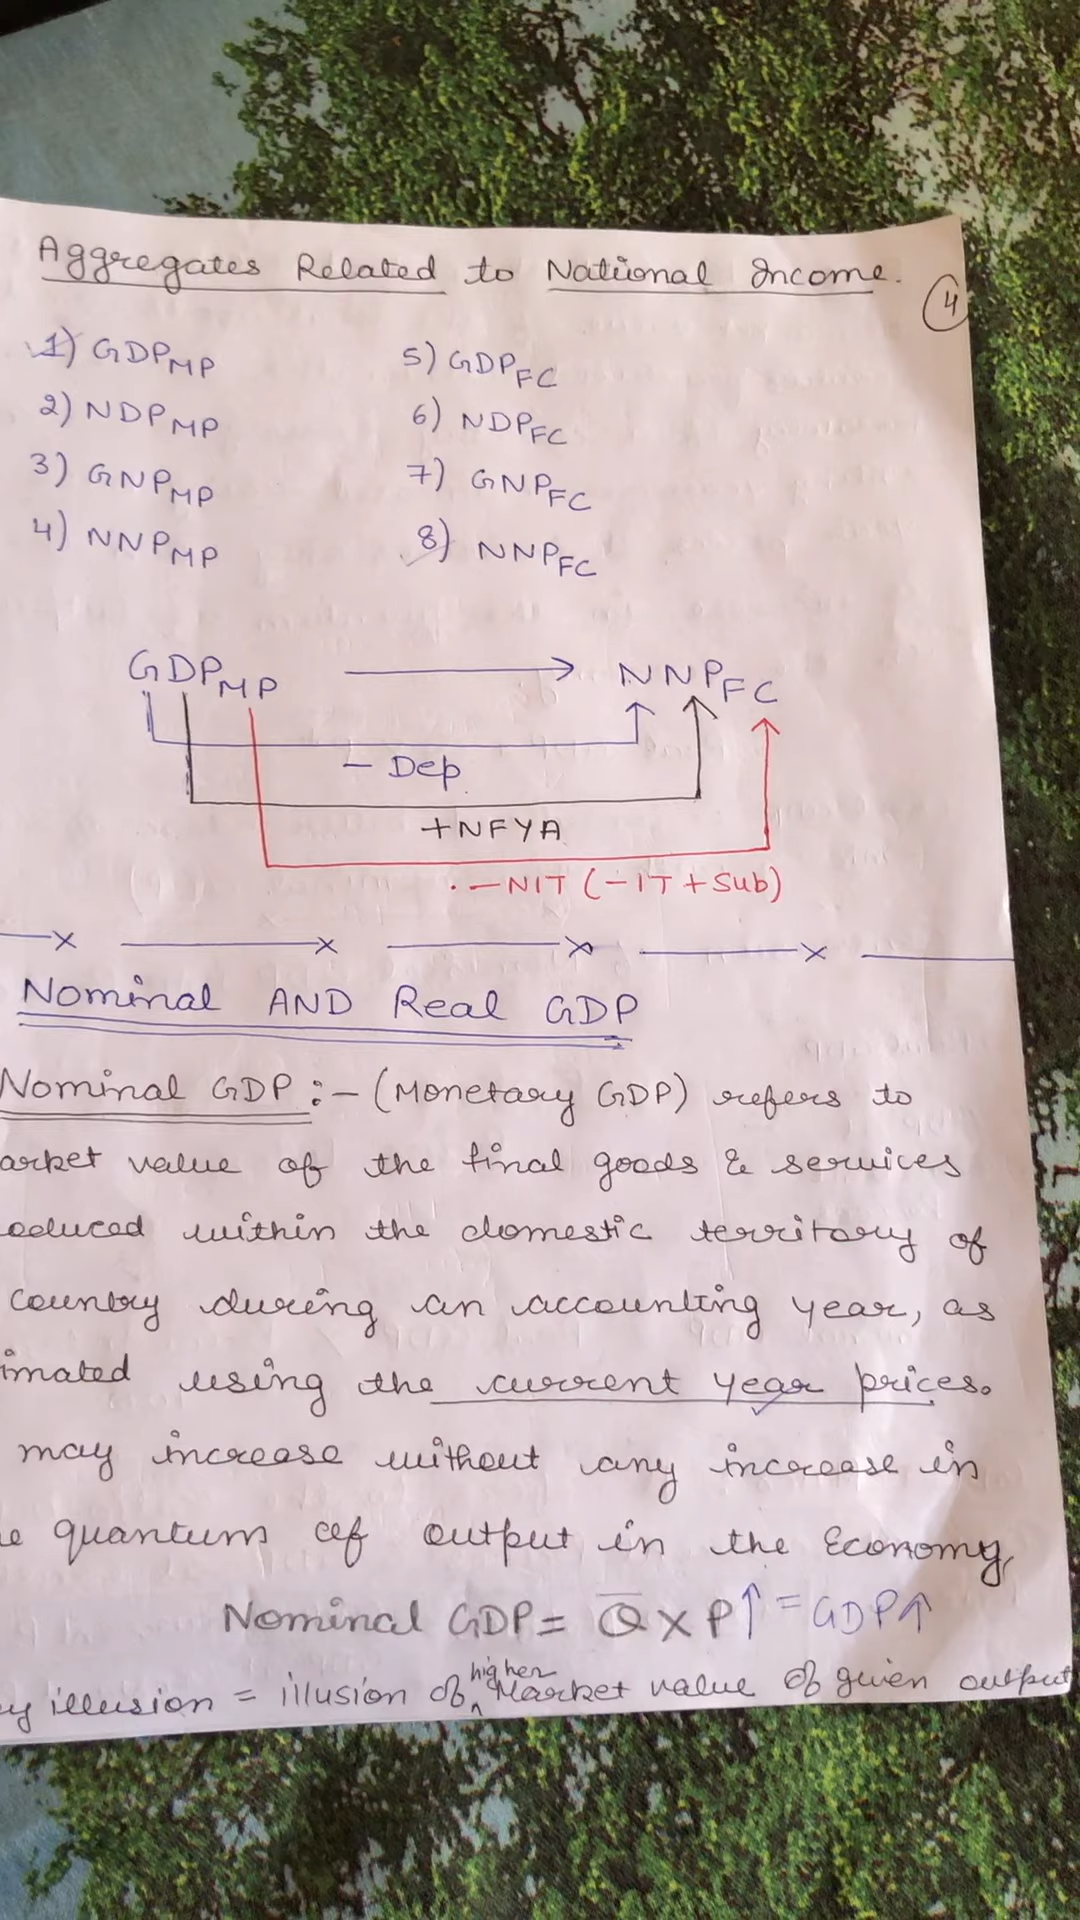 Aggregates Related to National Income.
4
1) GDPMP
2) NDPMP
3) GNPMP
4) NNPMP
5) GDPFC
6) NDPFC
7) GNPFC
8) NNPFC
GDPMP → NNPFC
- Dep.
+NFYA
- NIT (-IT + Sub)
Nominal AND Real GDP
Nominal GDP :- (Monetary GDP) refers to
arket value of the final goods & services
oduced within the domestic territory of
country during an accounting year, as
imated using the current year prices.
may increase without any increase in
e quantum of output in the Economy,
Nominal GDP = Q̅ × P↑ = GDP↑
ey illusion = illusion of higher Market value of given output